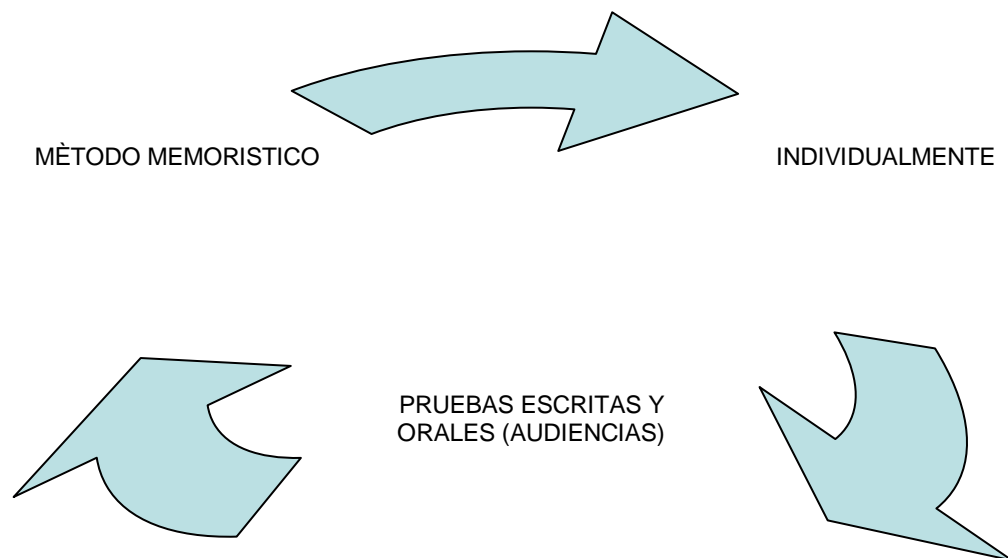 MÈTODO MEMORISTICO
INDIVIDUALMENTE
PRUEBAS ESCRITAS Y
ORALES (AUDIENCIAS)